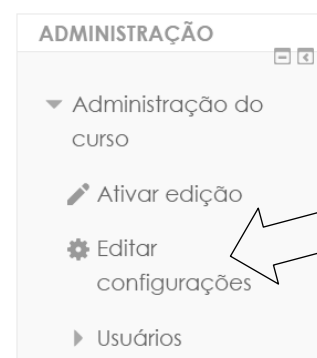 ADMINISTRAÇÃO
Administração do
curso
Ativar edição
Editar
configurações
Usuários